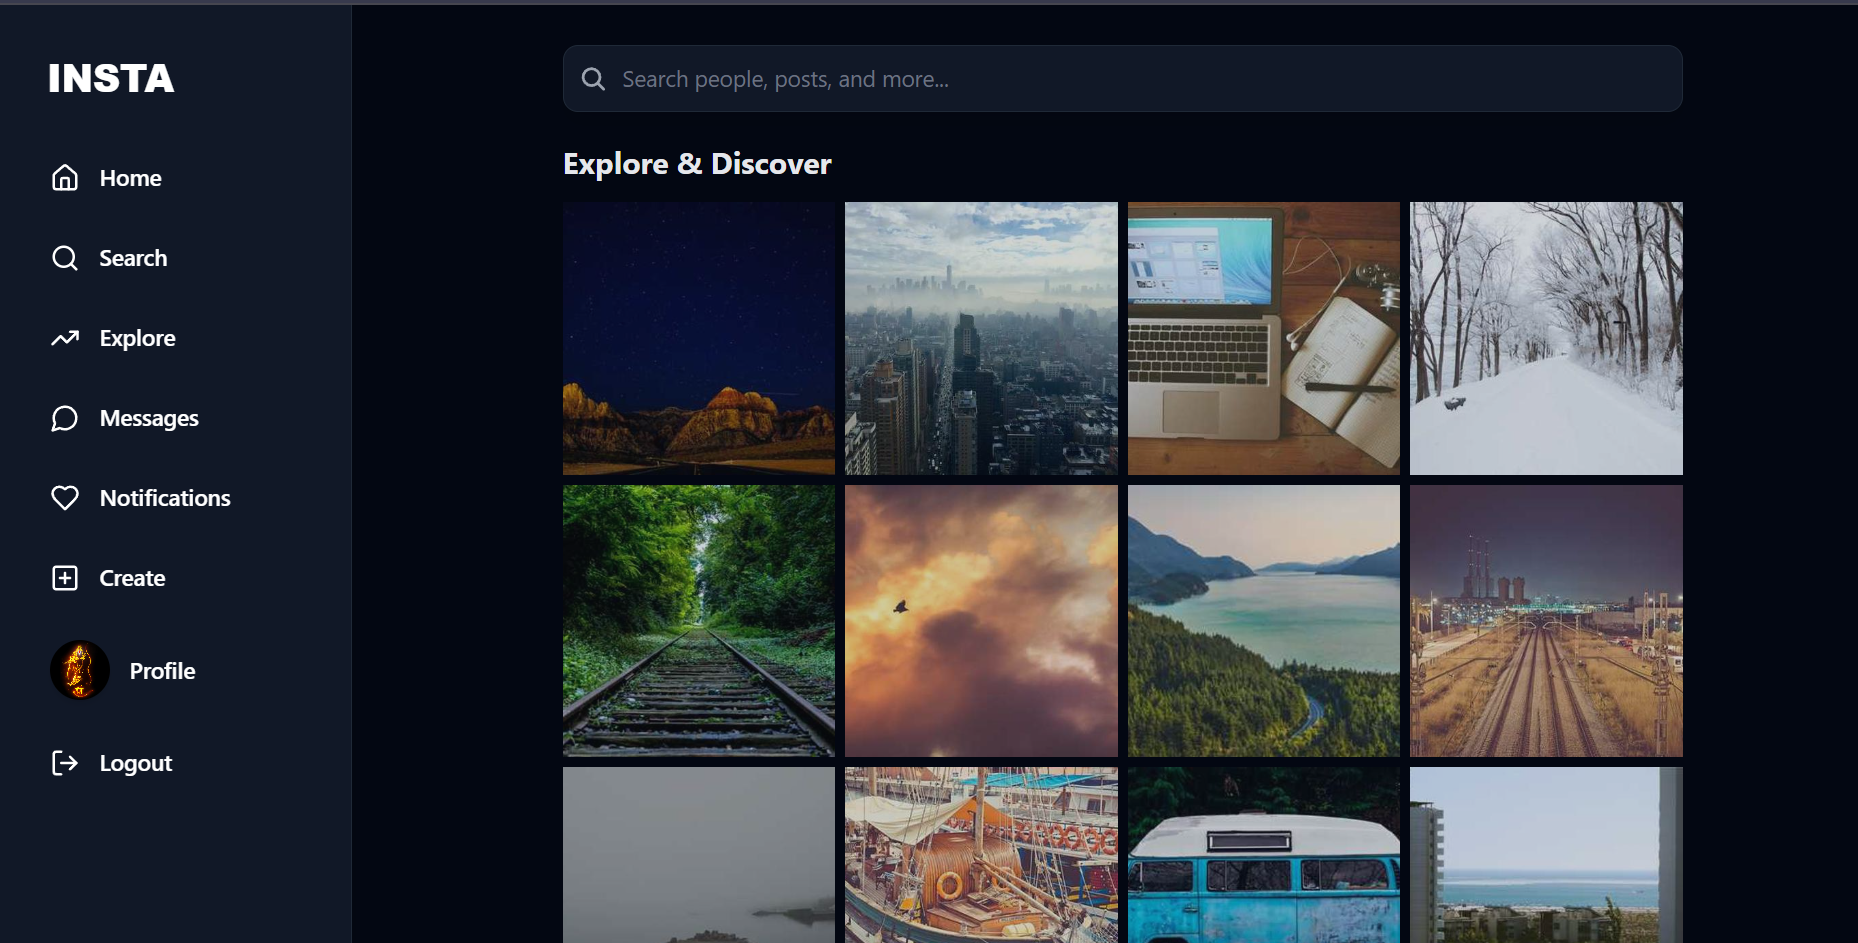 INSTA
Home
Search
Explore
Messages
Notifications
Create
Profile
Logout
Search people, posts, and more...
Explore & Discover